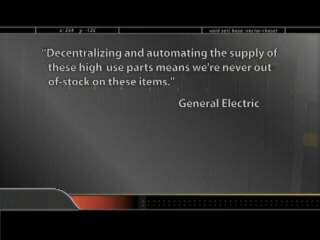 "Decentralizing and automating the supply of
these high use parts means we're never out
of-stock on these items."
General Electric